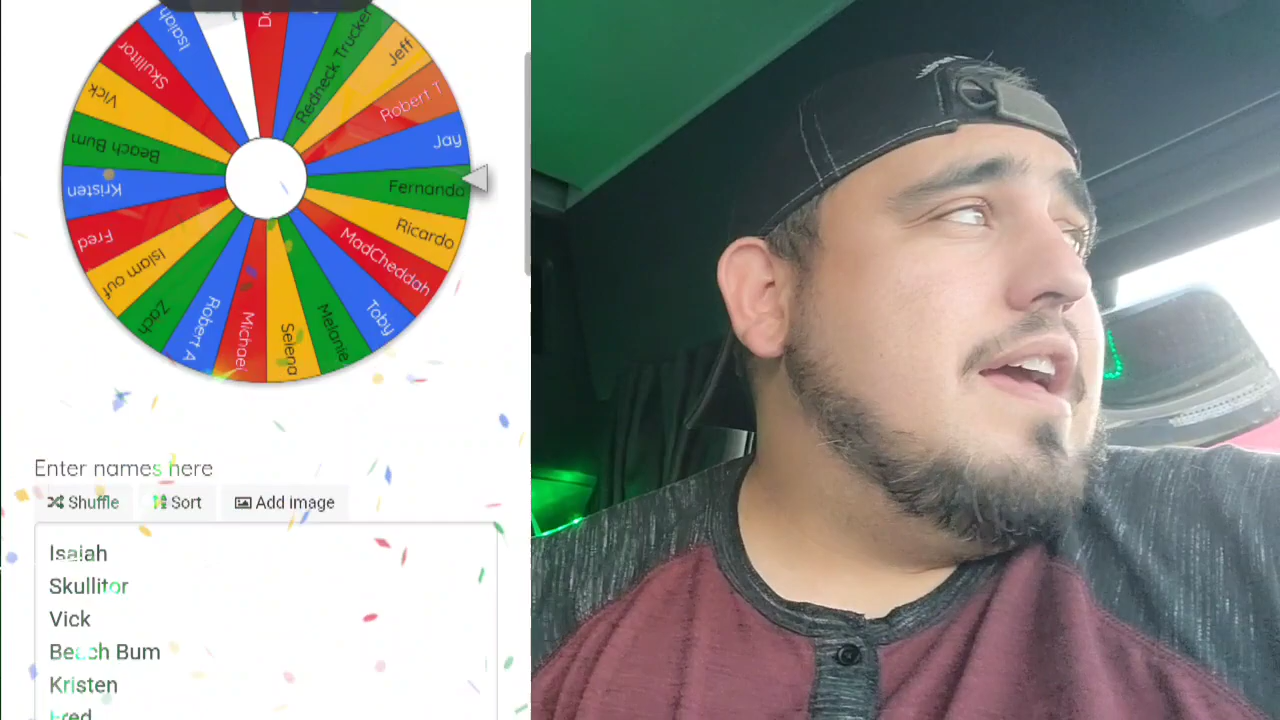 Isaiah
Skullitor
Vick
Beach Bum
Kristen
Fred
Islam ouf
Zach
Robert A
Michael
Selena
Melanie
Toby
MadCheddah
Ricardo
Fernando
Jay
Robert T
Jeff
Redneck Trucker
Enter names here
Shuffle
Sort
Add image
Isaiah
Skullitor
Vick
Beach Bum
Kristen
Fred